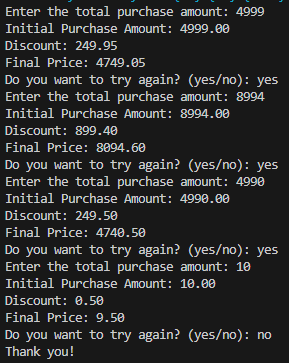 Enter the total purchase amount: 4999
Initial Purchase Amount: 4999.00
Discount: 249.95
Final Price: 4749.05
Do you want to try again? (yes/no): yes
Enter the total purchase amount: 8994
Initial Purchase Amount: 8994.00
Discount: 899.40
Final Price: 8094.60
Do you want to try again? (yes/no): yes
Enter the total purchase amount: 4990
Initial Purchase Amount: 4990.00
Discount: 249.50
Final Price: 4740.50
Do you want to try again? (yes/no): yes
Enter the total purchase amount: 10
Initial Purchase Amount: 10.00
Discount: 0.50
Final Price: 9.50
Do you want to try again? (yes/no): no
Thank you!